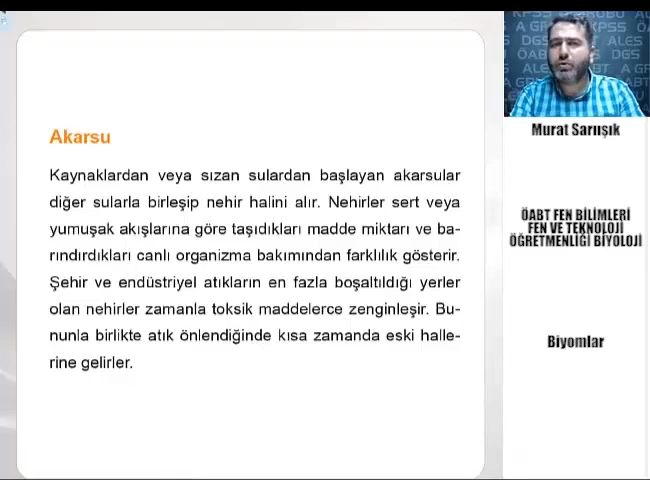 Akarsu
Kaynaklardan veya sızan sulardan başlayan akarsular
diğer sularla birleşip nehir halini alır. Nehirler sert veya
yumuşak akışlarına göre taşıdıkları madde miktarı ve ba-
rındırdıkları canlı organizma bakımından farklılık gösterir.
Şehir ve endüstriyel atıkların en fazla boşaltıldığı yerler
olan nehirler zamanla toksik maddelerce zenginleşir. Bu-
nunla birlikte atık önlendiğinde kısa zamanda eski halle-
rine gelirler.
Murat Sarıışık
ÖABT FEN BİLİMLERİ
FEN VE TEKNOLOJİ
ÖĞRETMENLİĞİ BİYOLOJİ
Biyomlar